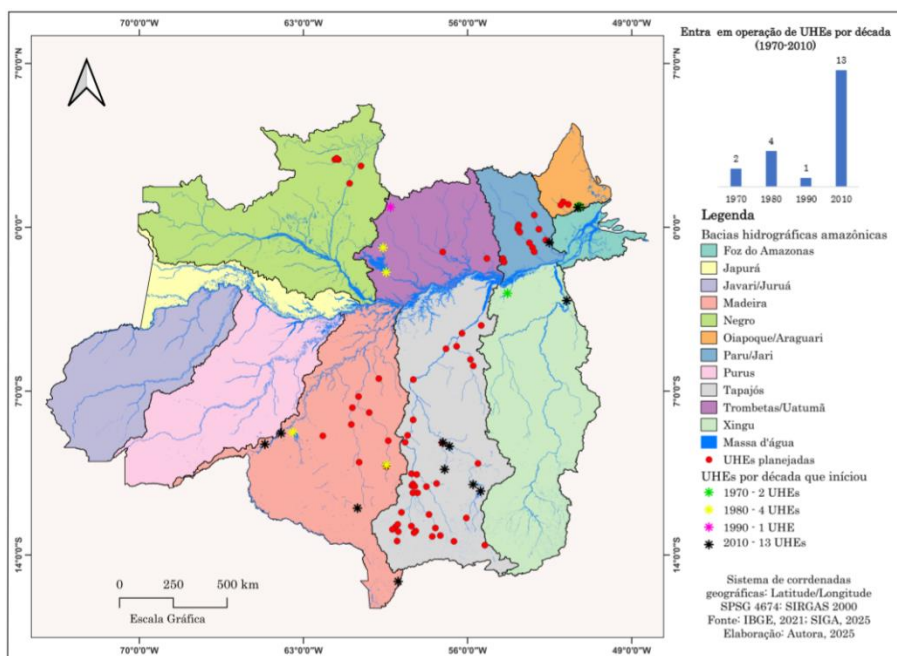 70°0'0"W 63°0'0"W 56°0'0"W 49°0'0"W
7°0'0"N
0°0'0"
7°0'0"S
14°0'0"S
7°0'0"N
0°0'0"
7°0'0"S
14°0'0"S
0 250 500 km
Escala Gráfica
70°0'0"W 63°0'0"W 56°0'0"W 49°0'0"W
Entra em operação de UHEs por década
(1970-2010)
13
4
2
1
1970 1980 1990 2010
Legenda
Bacias hidrográficas amazônicas
Foz do Amazonas
Japurá
Javari/Juruá
Madeira
Negro
Oiapoque/Araguari
Paru/Jari
Purus
Tapajós
Trombetas/Uatumã
Xingu
Massa d'água
UHEs planejadas
UHEs por década que iníciou
1970 - 2 UHEs
1980 - 4 UHEs
1990 - 1 UHE
2010 - 13 UHEs
Sistema de corrdenadas
geográficas: Latitude/Longitude
SPSG 4674: SIRGAS 2000
Fonte: IBGE, 2021; SIGA, 2025
Elaboração: Autora, 2025